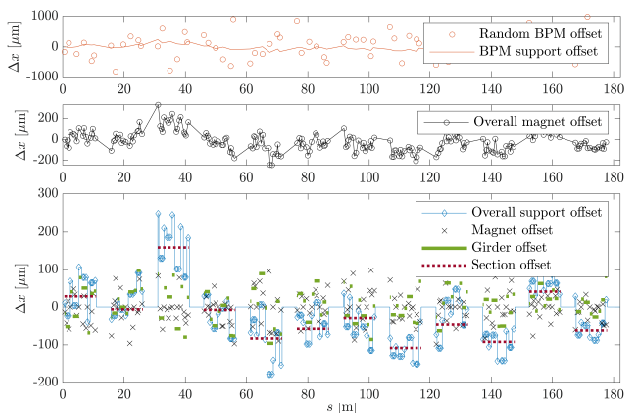 1000
0
-1000
Δx [μm]
Random BPM offset
BPM support offset
0 20 40 60 80 100 120 140 160 180
200
0
-200
Δx [μm]
Overall magnet offset
0 20 40 60 80 100 120 140 160 180
300
200
100
0
-100
-200
Δx [μm]
Overall support offset
Magnet offset
Girder offset
Section offset
0 20 40 60 80 100 120 140 160 180
s [m]